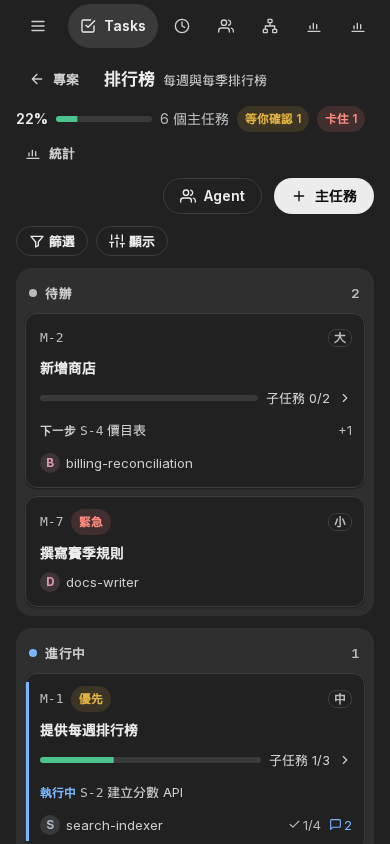 Tasks
專案 排行榜 每週與每季排行榜
22% 6 個主任務 等你確認 1 卡住 1
統計
Agent 主任務
篩選 顯示
待辦 2
M-2 大
新增商店
子任務 0/2
下一步 S-4 價目表 +1
B billing-reconciliation
M-7 緊急 小
撰寫賽季規則
D docs-writer
進行中 1
M-1 優先 中
提供每週排行榜
子任務 1/3
執行中 S-2 建立分數 API
S search-indexer 1/4 2